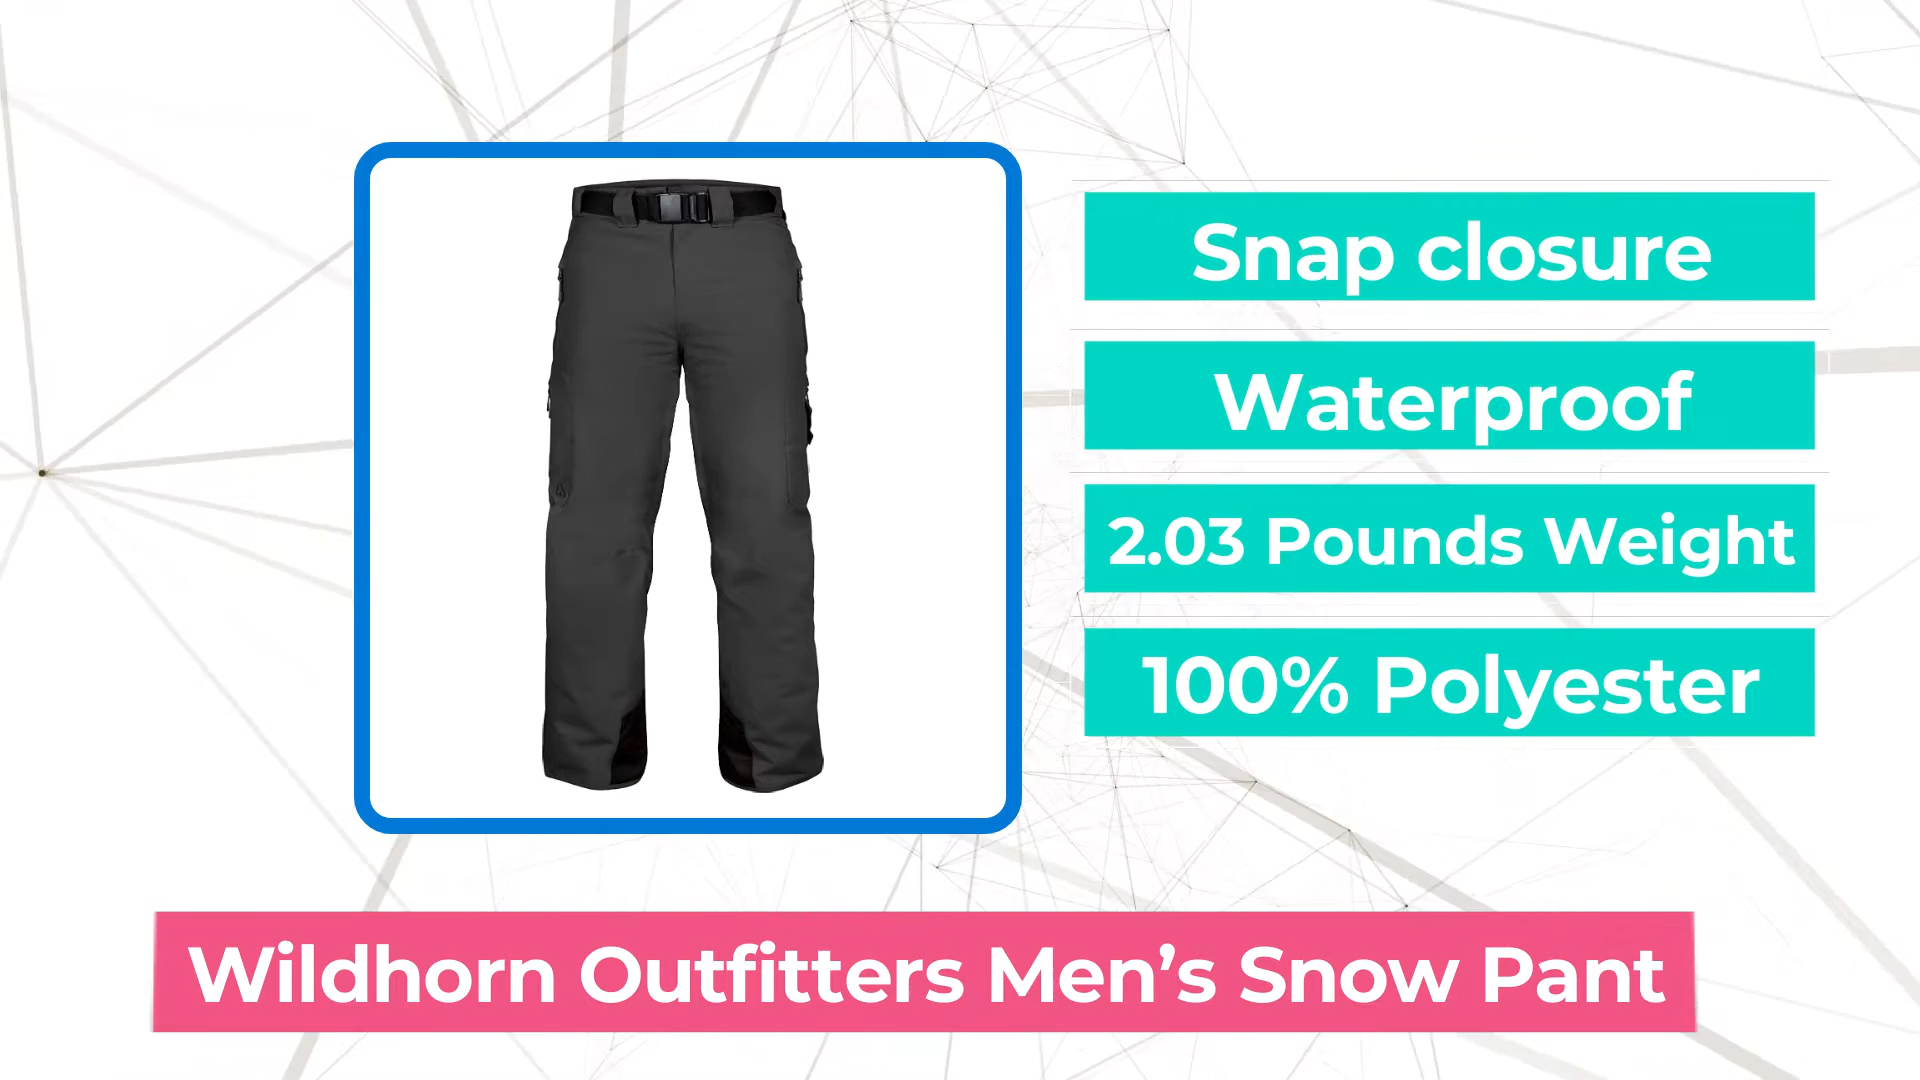 Snap closure
Waterproof
2.03 Pounds Weight
100% Polyester
Wildhorn Outfitters Men’s Snow Pant